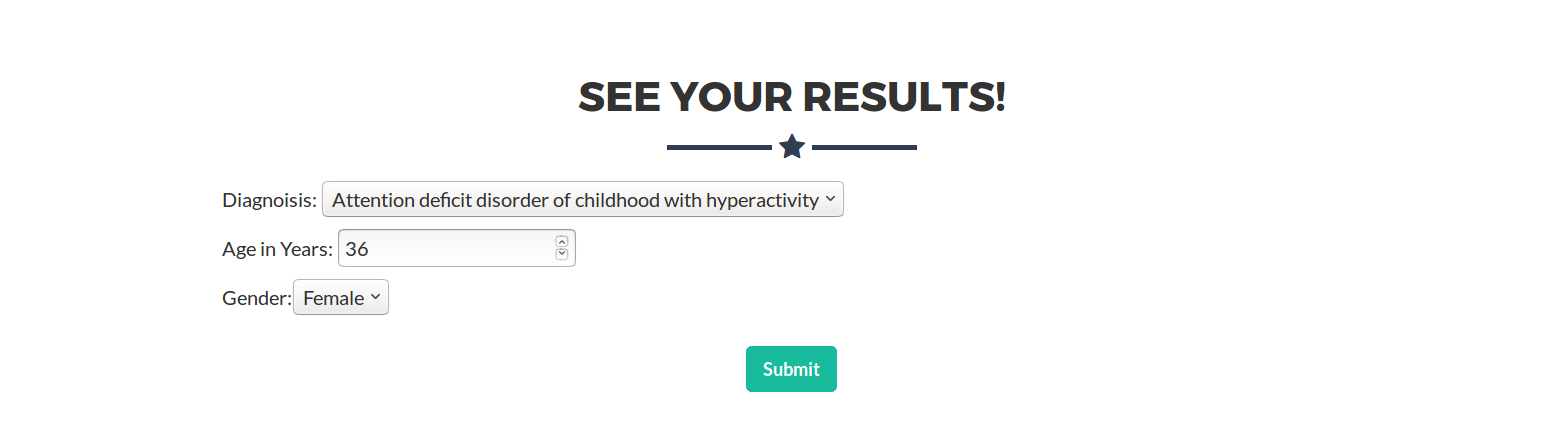 SEE YOUR RESULTS!
Diagnoisis: Attention deficit disorder of childhood with hyperactivity
Age in Years: 36
Gender: Female
Submit